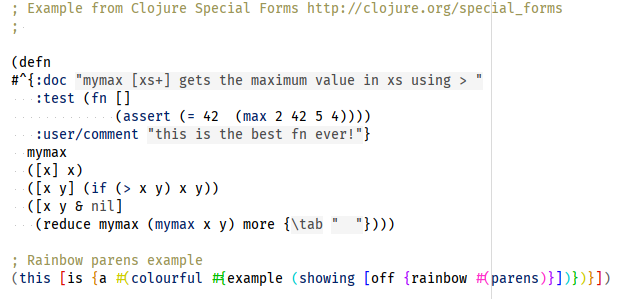 ; Example from Clojure Special Forms http://clojure.org/special_forms
;
(defn
#^{:doc "mymax [xs+] gets the maximum value in xs using > "
:test (fn []
(assert (= 42  (max 2 42 5 4))))
:user/comment "this is the best fn ever!"}
mymax
([x] x)
([x y] (if (> x y) x y))
([x y & nil]
(reduce mymax (mymax x y) more {\tab "  "})))
; Rainbow parens example
(this [is {a #(colourful #{example (showing [off {rainbow #(parens)}])})}])